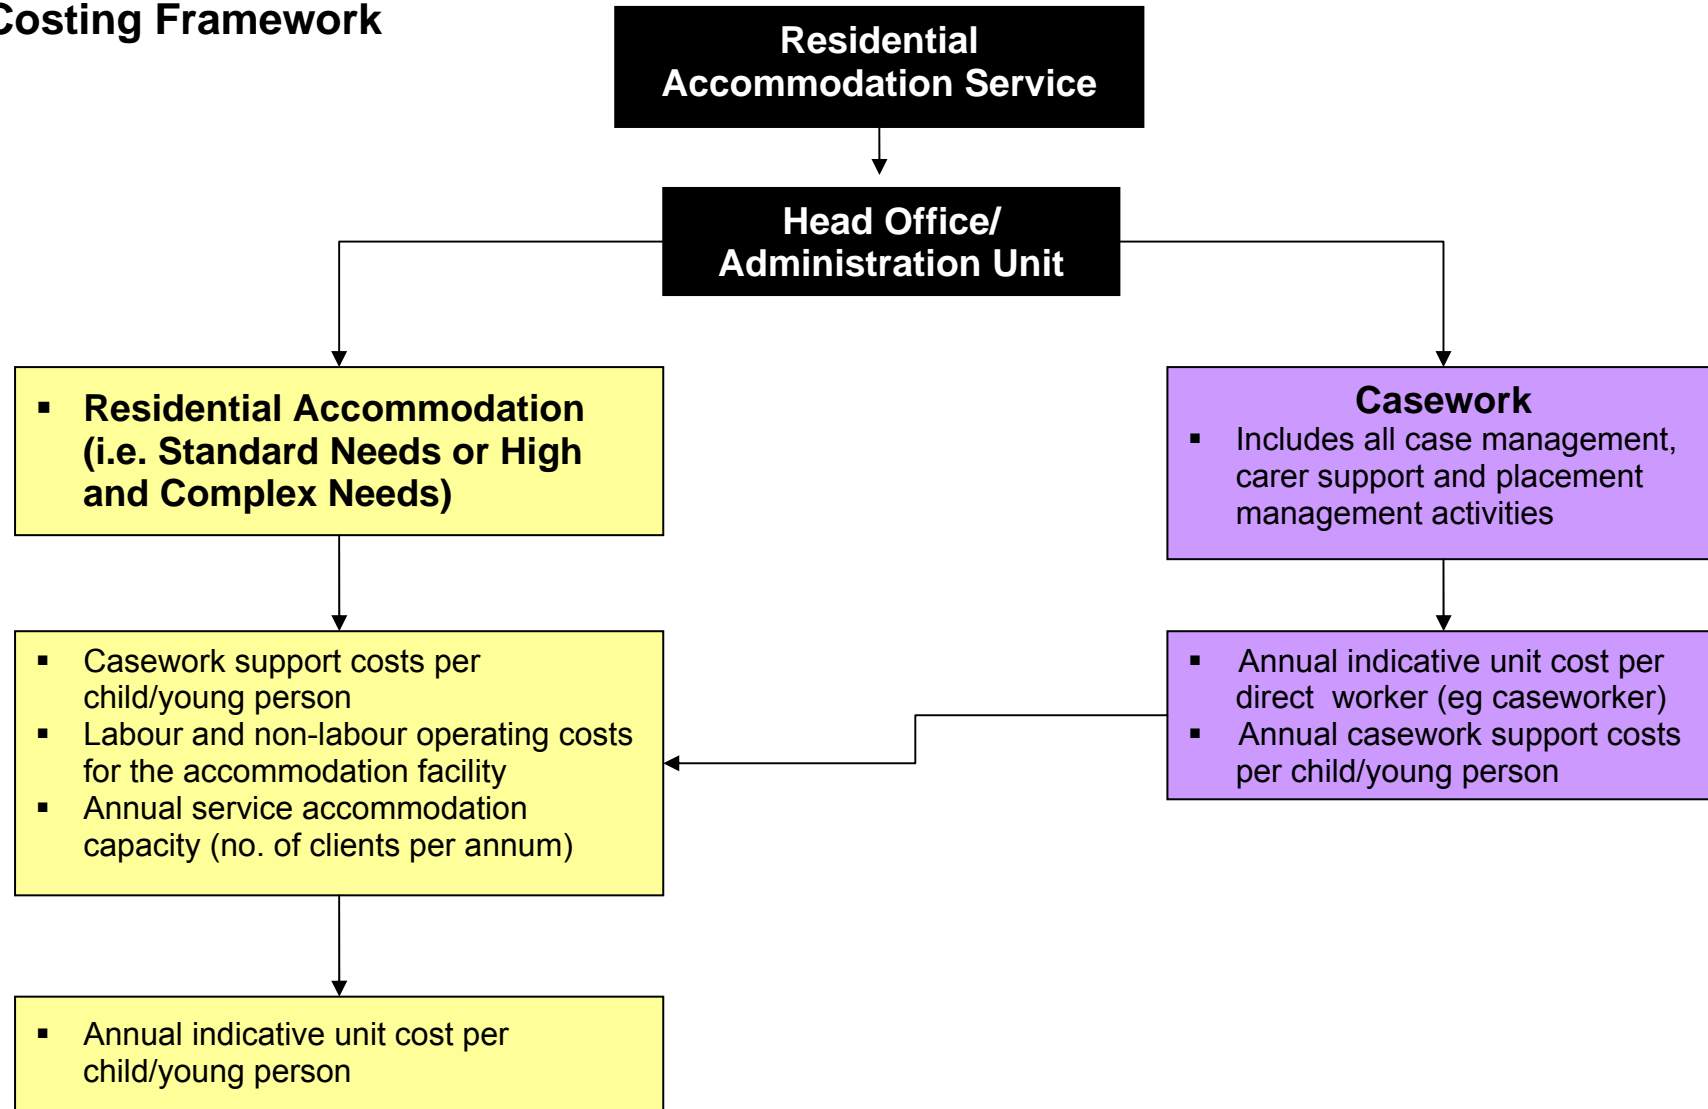 Costing Framework
Residential
Accommodation Service
Head Office/
Administration Unit
▪ Residential Accommodation
(i.e. Standard Needs or High
and Complex Needs)
Casework
▪ Includes all case management,
carer support and placement
management activities
▪ Casework support costs per
child/young person
▪ Labour and non-labour operating costs
for the accommodation facility
▪ Annual service accommodation
capacity (no. of clients per annum)
▪ Annual indicative unit cost per
direct worker (eg caseworker)
▪ Annual casework support costs
per child/young person
▪ Annual indicative unit cost per
child/young person